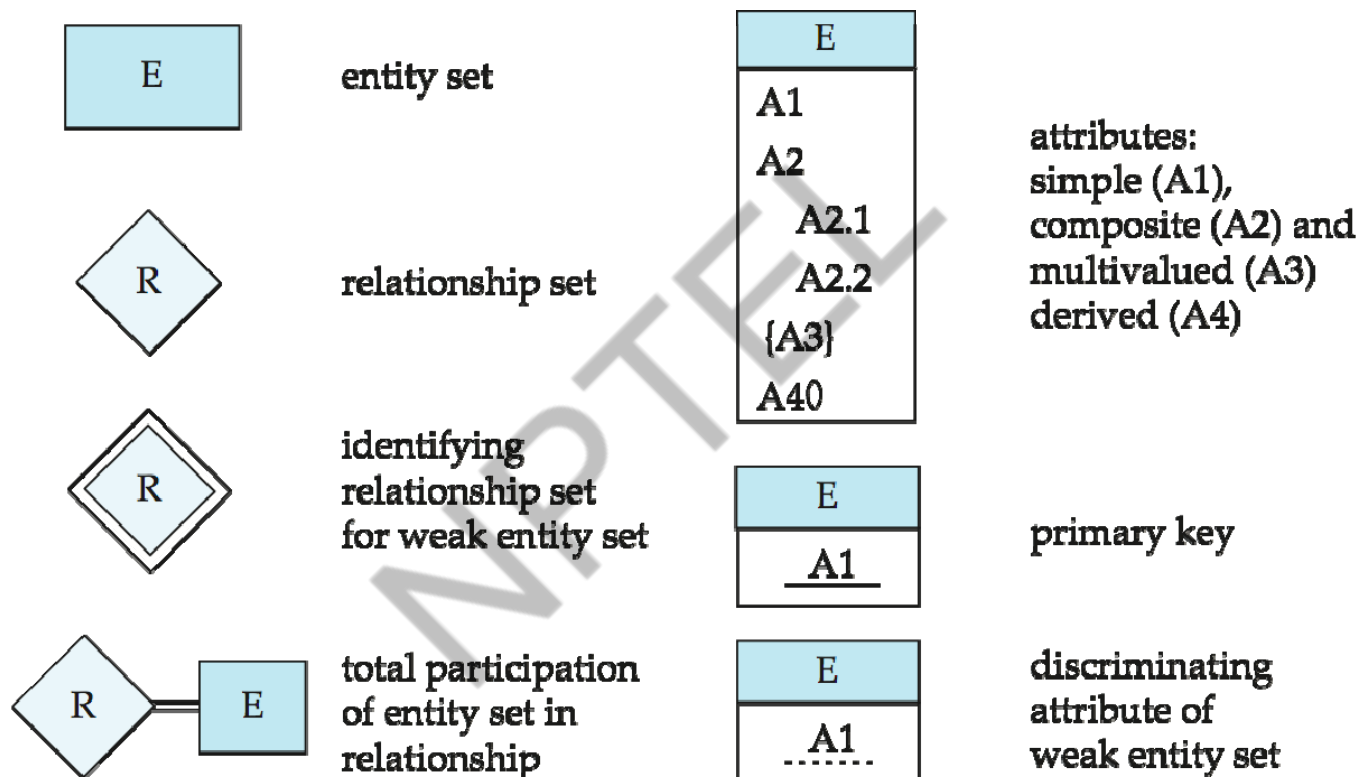 E
entity set
R
relationship set
R
identifying
relationship set
for weak entity set
R
E
total participation
of entity set in
relationship
E
A1
A2
A2.1
A2.2
{A3}
A40
attributes:
simple (A1),
composite (A2) and
multivalued (A3)
derived (A4)
E
A1
primary key
E
A1
discriminating
attribute of
weak entity set
NPTEL